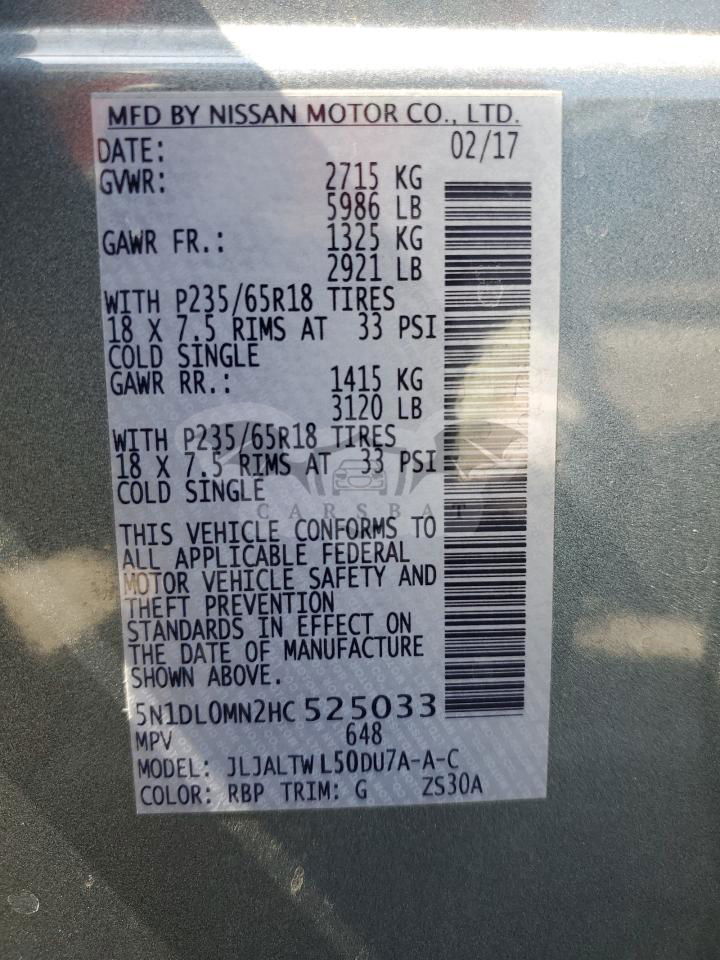 MFD BY NISSAN MOTOR CO., LTD.
DATE: 02/17
GVWR: 2715 KG
5986 LB
GAWR FR.: 1325 KG
2921 LB
WITH P235/65R18 TIRES
18 X 7.5 RIMS AT 33 PSI
COLD SINGLE
GAWR RR.: 1415 KG
3120 LB
WITH P235/65R18 TIRES
18 X 7.5 RIMS AT 33 PSI
COLD SINGLE
CARSBAT
THIS VEHICLE CONFORMS TO
ALL APPLICABLE FEDERAL
MOTOR VEHICLE SAFETY AND
THEFT PREVENTION
STANDARDS IN EFFECT ON
THE DATE OF MANUFACTURE
SHOWN ABOVE.
5N1DL0MN2HC 525033
MPV 648
MODEL: JLJALTW L50DU7A-A-C
COLOR: RBP TRIM: G ZS30A